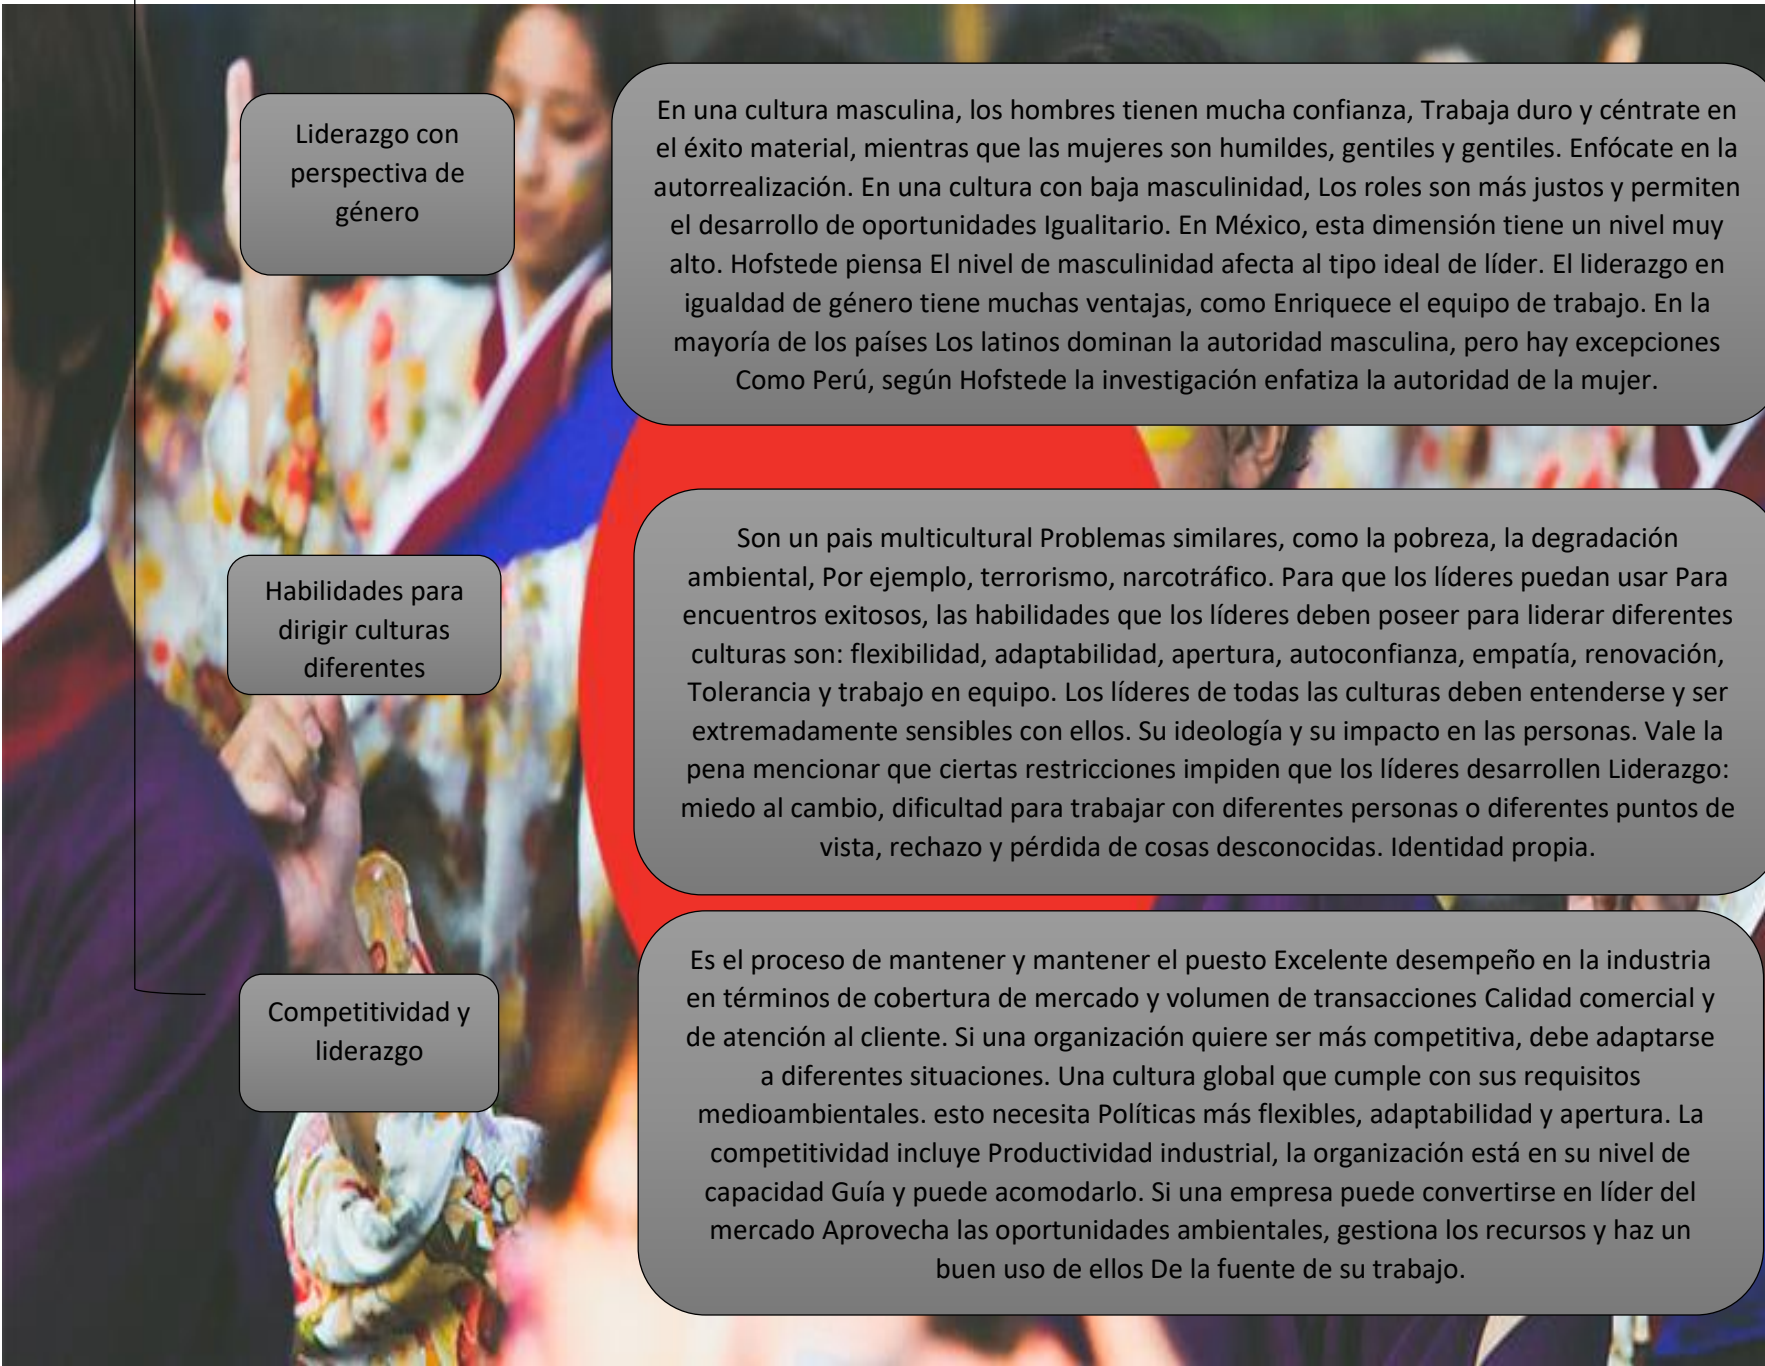 Liderazgo con
perspectiva de
género
En una cultura masculina, los hombres tienen mucha confianza, Trabaja duro y céntrate en
el éxito material, mientras que las mujeres son humildes, gentiles y gentiles. Enfócate en la
autorrealización. En una cultura con baja masculinidad, Los roles son más justos y permiten
el desarrollo de oportunidades Igualitario. En México, esta dimensión tiene un nivel muy
alto. Hofstede piensa El nivel de masculinidad afecta al tipo ideal de líder. El liderazgo en
igualdad de género tiene muchas ventajas, como Enriquece el equipo de trabajo. En la
mayoría de los países Los latinos dominan la autoridad masculina, pero hay excepciones
Como Perú, según Hofstede la investigación enfatiza la autoridad de la mujer.
Habilidades para
dirigir culturas
diferentes
Son un pais multicultural Problemas similares, como la pobreza, la degradación
ambiental, Por ejemplo, terrorismo, narcotráfico. Para que los líderes puedan usar Para
encuentros exitosos, las habilidades que los líderes deben poseer para liderar diferentes
culturas son: flexibilidad, adaptabilidad, apertura, autoconfianza, empatía, renovación,
Tolerancia y trabajo en equipo. Los líderes de todas las culturas deben entenderse y ser
extremadamente sensibles con ellos. Su ideología y su impacto en las personas. Vale la
pena mencionar que ciertas restricciones impiden que los líderes desarrollen Liderazgo:
miedo al cambio, dificultad para trabajar con diferentes personas o diferentes puntos de
vista, rechazo y pérdida de cosas desconocidas. Identidad propia.
Competitividad y
liderazgo
Es el proceso de mantener y mantener el puesto Excelente desempeño en la industria
en términos de cobertura de mercado y volumen de transacciones Calidad comercial y
de atención al cliente. Si una organización quiere ser más competitiva, debe adaptarse
a diferentes situaciones. Una cultura global que cumple con sus requisitos
medioambientales. esto necesita Políticas más flexibles, adaptabilidad y apertura. La
competitividad incluye Productividad industrial, la organización está en su nivel de
capacidad Guía y puede acomodarlo. Si una empresa puede convertirse en líder del
mercado Aprovecha las oportunidades ambientales, gestiona los recursos y haz un
buen uso de ellos De la fuente de su trabajo.